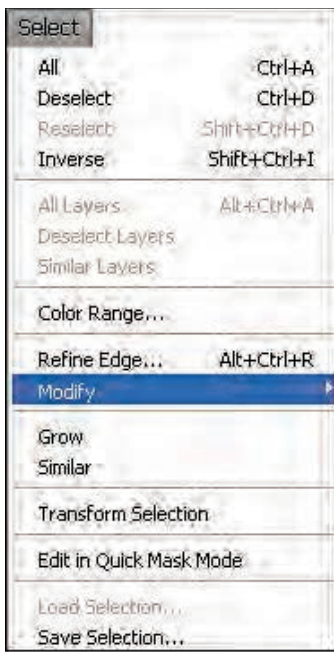 Select
All Ctrl+A
Deselect Ctrl+D
Reselect Shift+Ctrl+D
Inverse Shift+Ctrl+I
All Layers Alt+Ctrl+A
Deselect Layers
Similar Layers
Color Range...
Refine Edge... Alt+Ctrl+R
Modify
Grow
Similar
Transform Selection
Edit in Quick Mask Mode
Load Selection...
Save Selection...